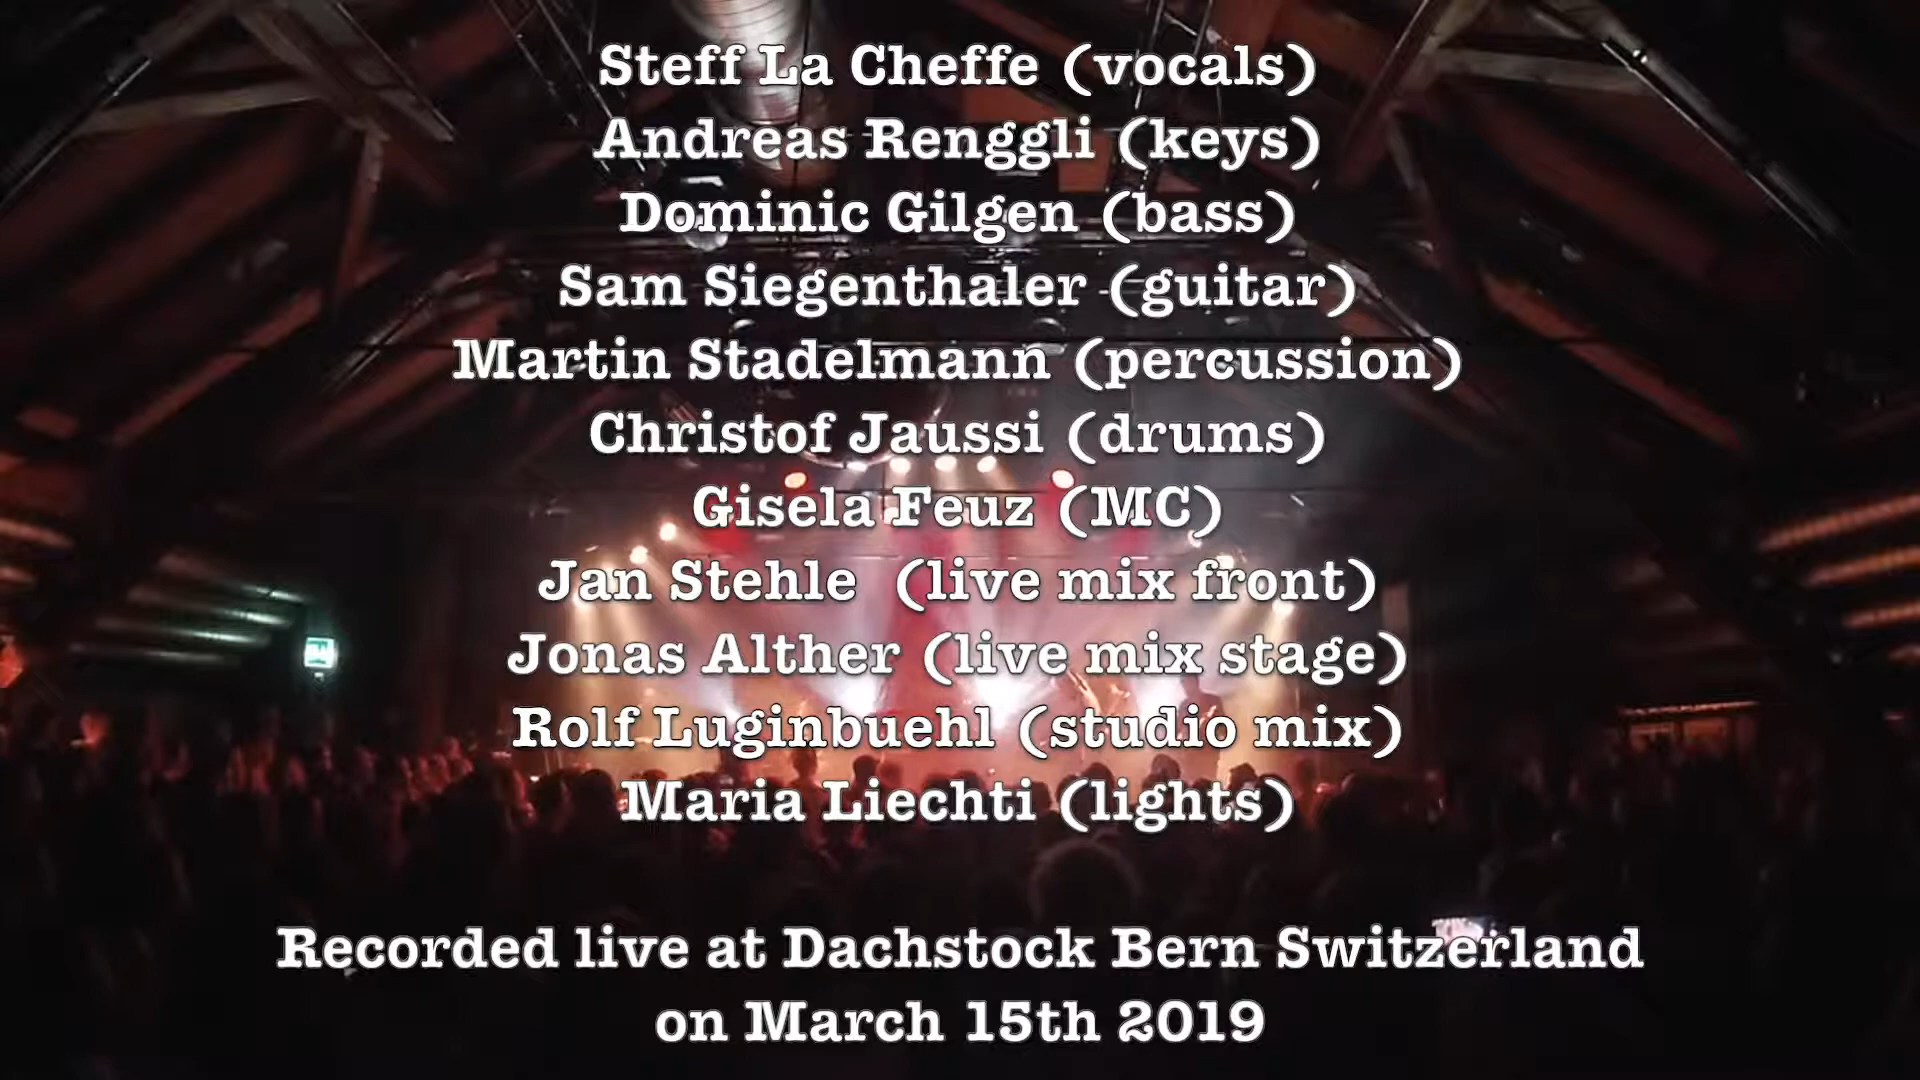 Steff La Cheffe (vocals)
Andreas Renggli (keys)
Dominic Gilgen (bass)
Sam Siegenthaler (guitar)
Martin Stadelmann (percussion)
Christof Jaussi (drums)
Gisela Feuz (MC)
Jan Stehle (live mix front)
Jonas Alther (live mix stage)
Rolf Luginbuehl (studio mix)
Maria Liechti (lights)
Recorded live at Dachstock Bern Switzerland
on March 15th 2019